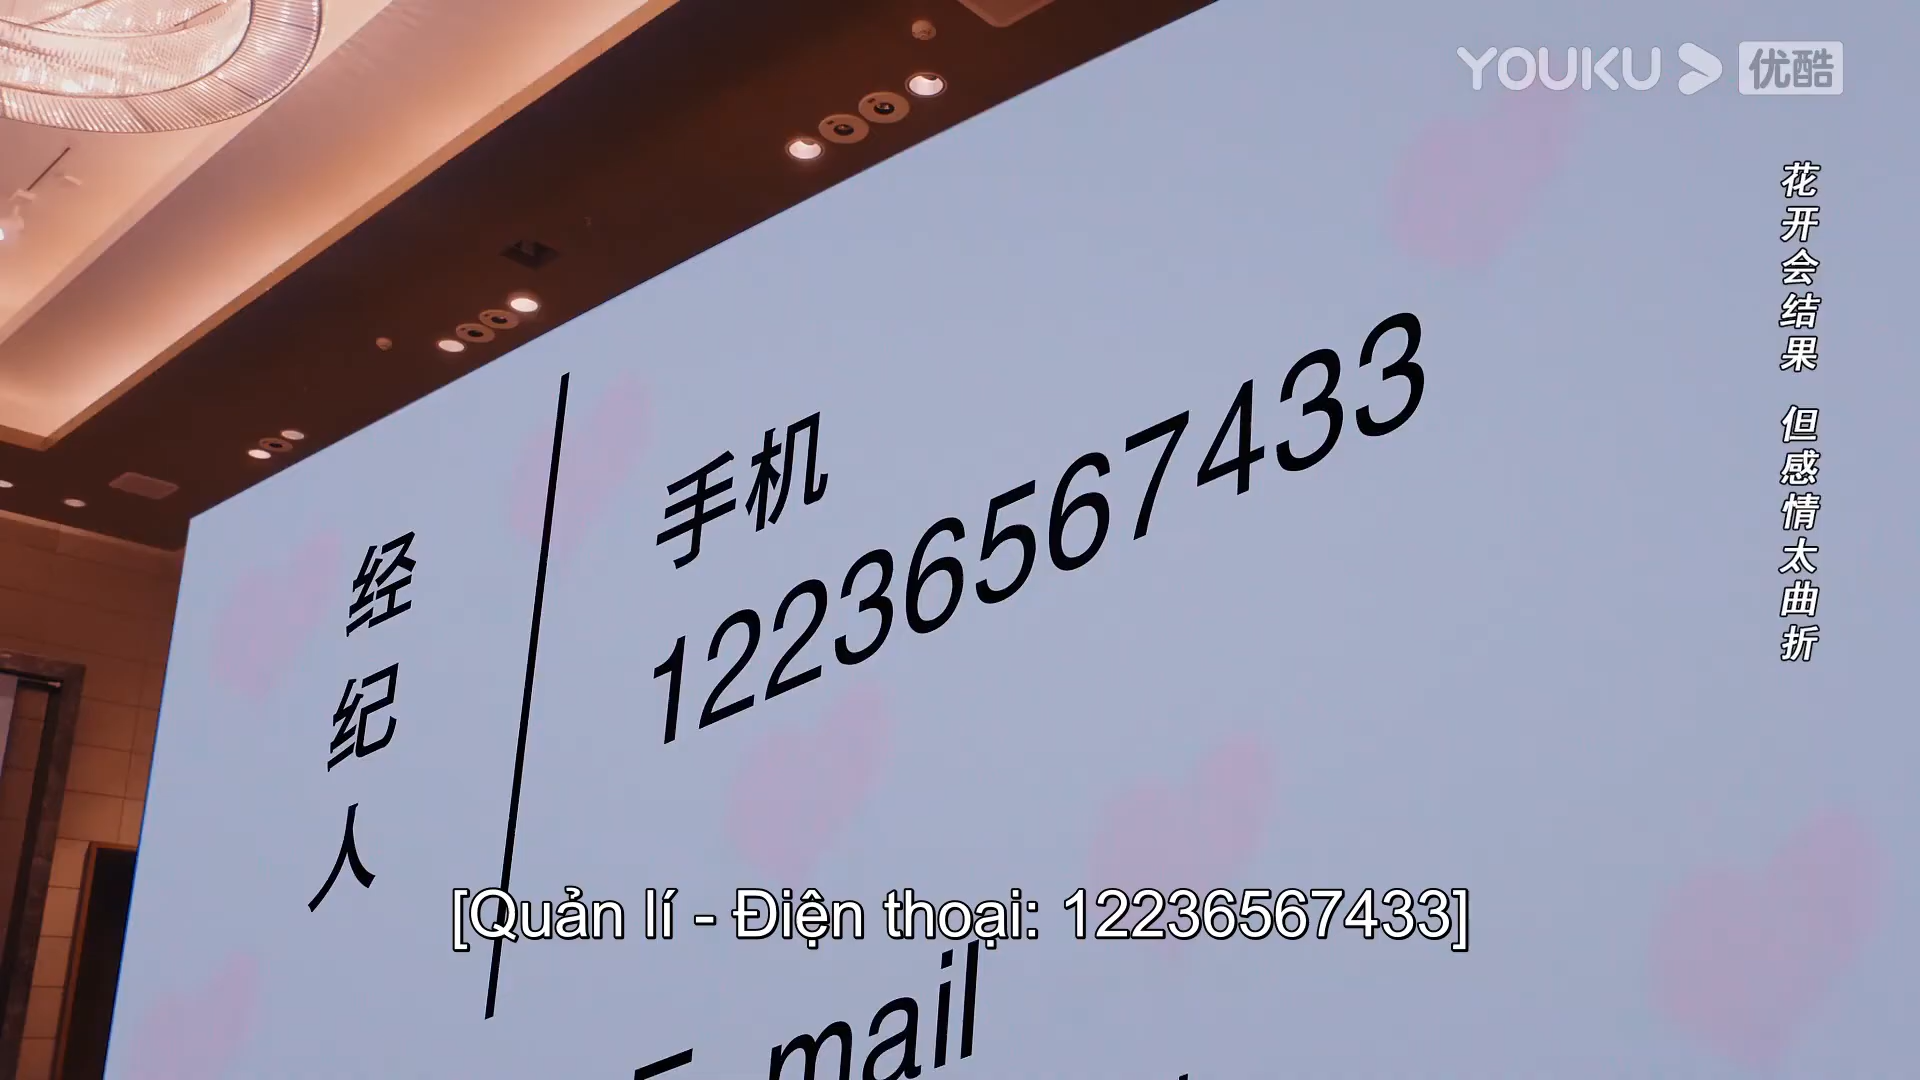 YOUKU 优酷
花开会结果 但感情太曲折
手机
12236567433
经纪人
[Quản lí - Điện thoại: 12236567433]
E-mail